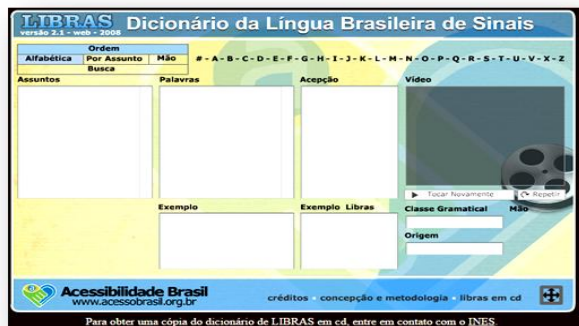 LIBRAS Dicionário da Língua Brasileira de Sinais
versão 2.1 - web - 2008
Ordem
Alfabética Por Assunto Mão
Busca
# - A - B - C - D - E - F - G - H - I - J - K - L - M - N - O - P - Q - R - S - T - U - V - X - Z
Assuntos Palavras Acepção Vídeo
Tocar Novamente Repetir
Exemplo Exemplo Libras Classe Gramatical Mão
Origem
Acessibilidade Brasil
www.acessobrasil.org.br
créditos - concepção e metodologia - libras em cd
Para obter uma cópia do dicionário de LIBRAS em cd, entre em contato com o INES.